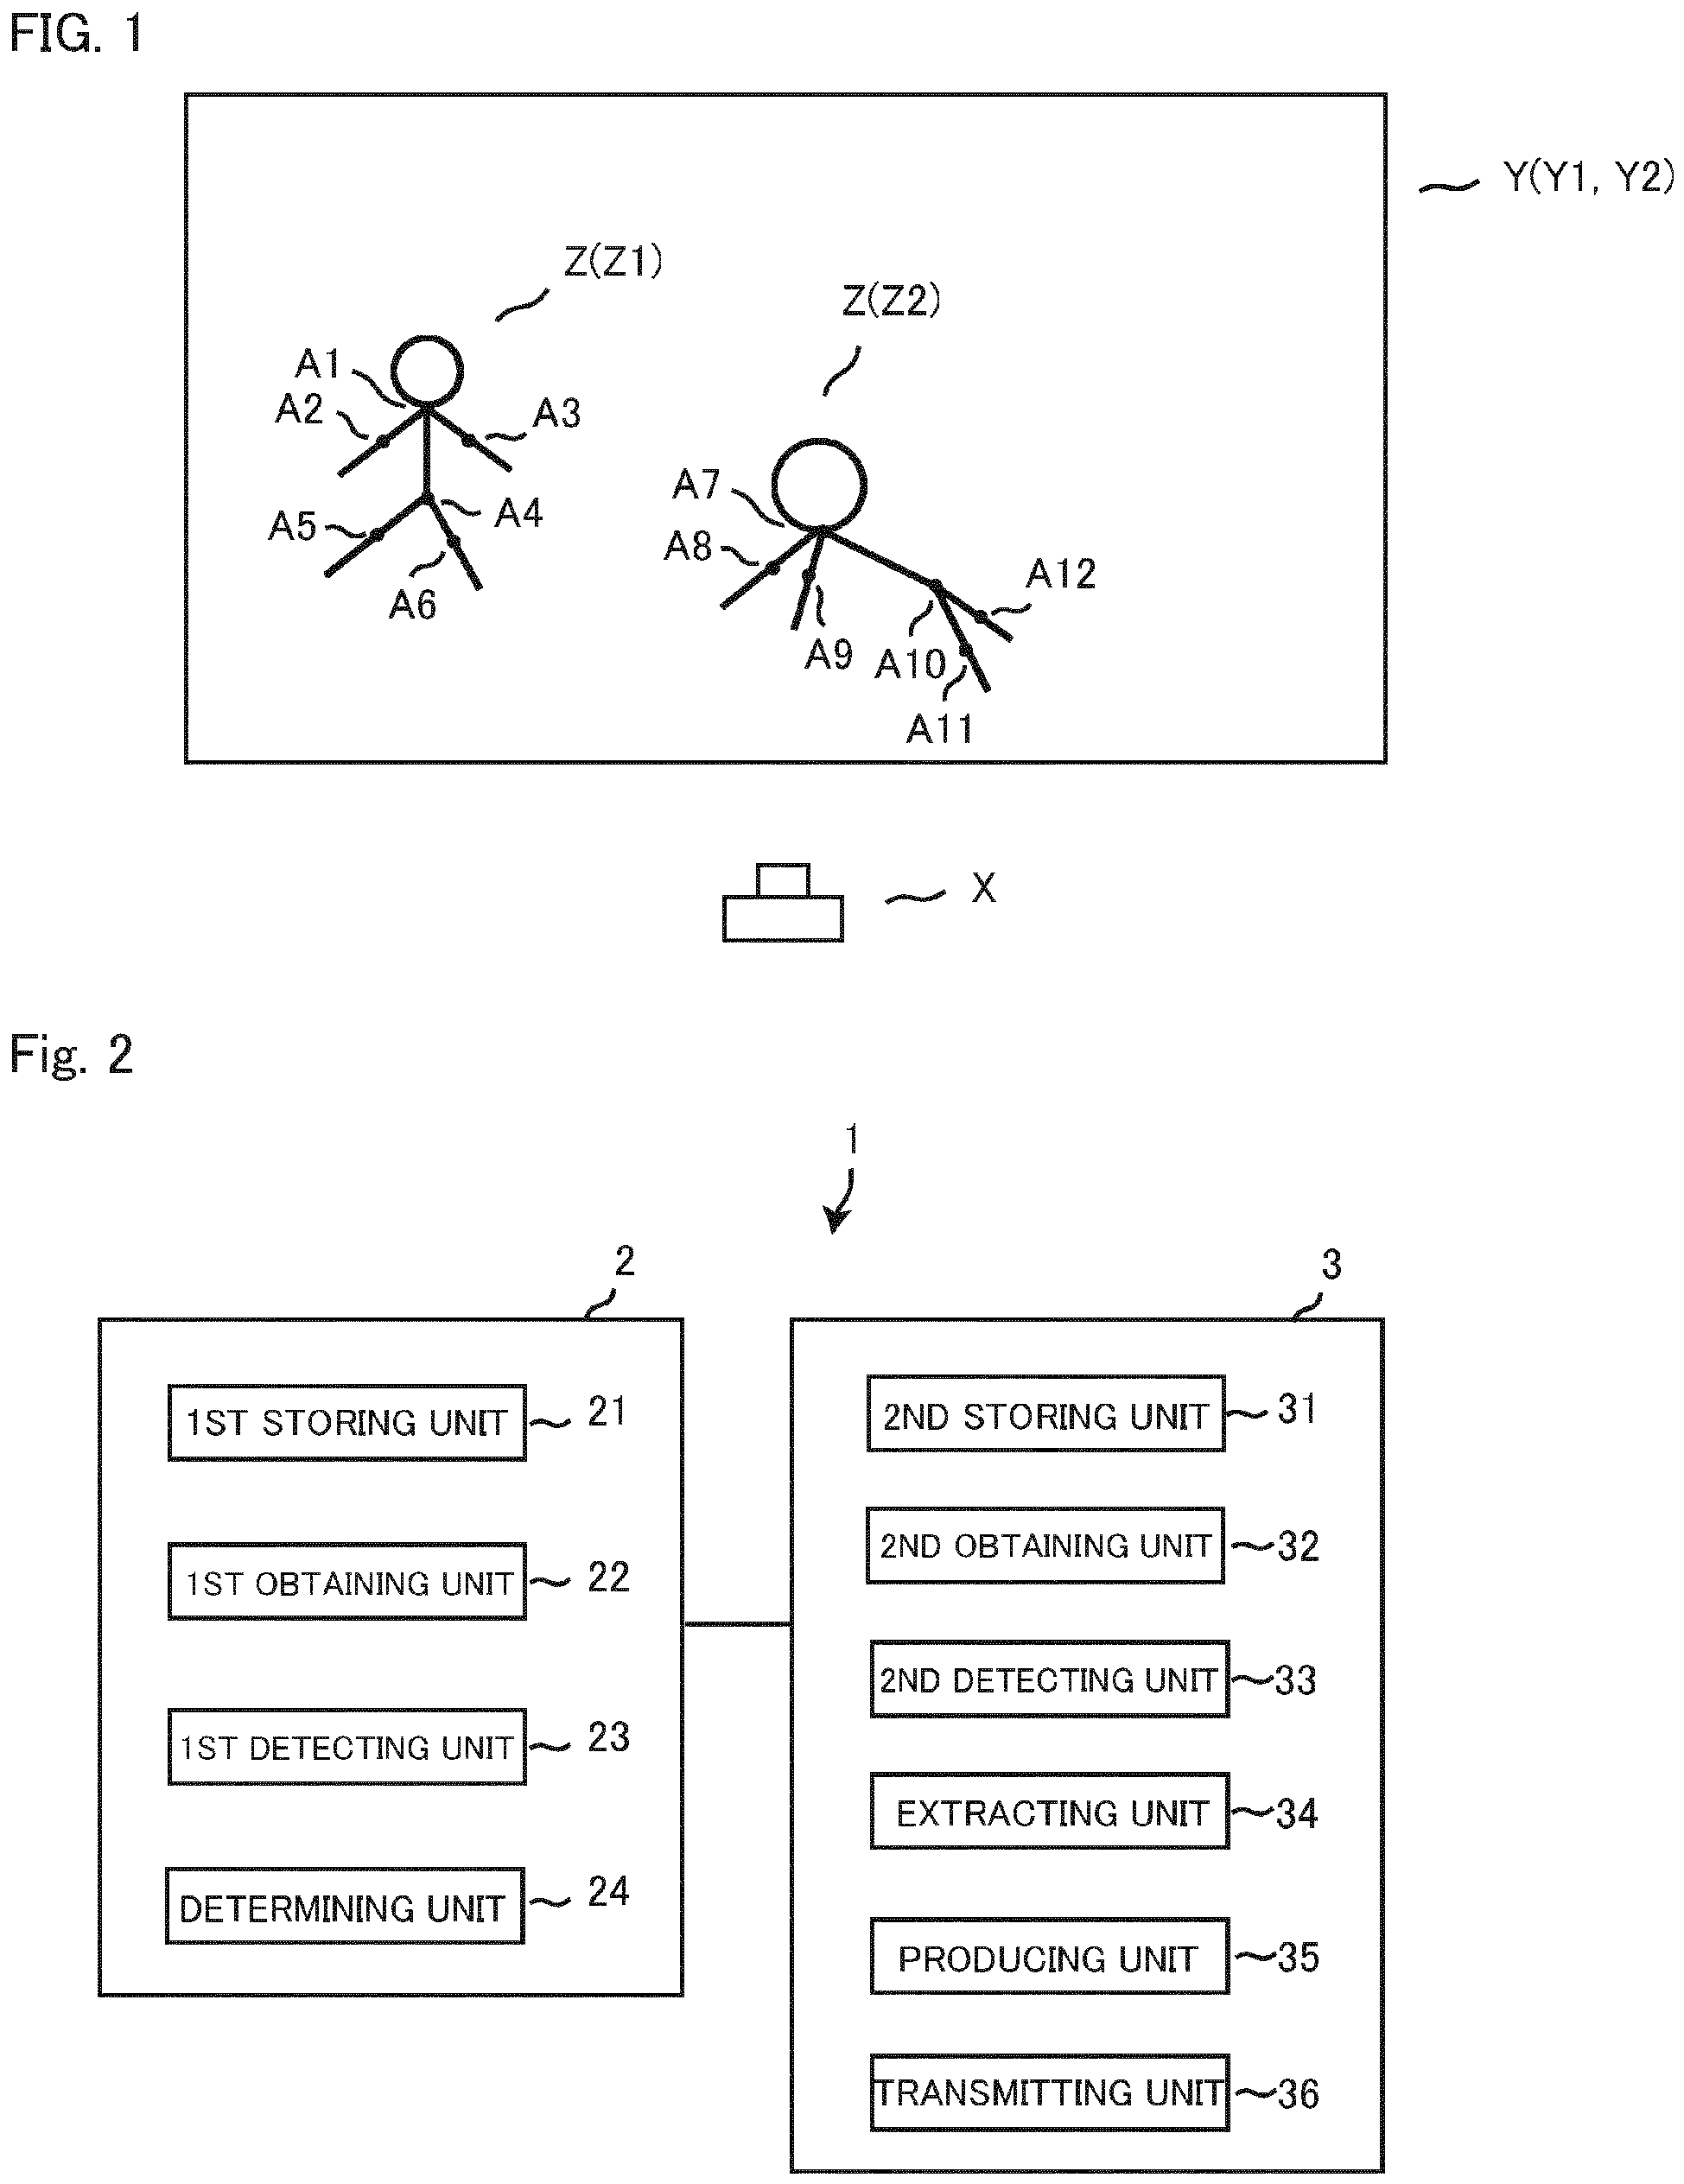 FIG. 1
Y(Y1, Y2)
Z(Z1)
Z(Z2)
A1
A2
A3
A4
A5
A6
A7
A8
A9
A10
A11
A12
X
Fig. 2
1
2
1ST STORING UNIT 21
1ST OBTAINING UNIT 22
1ST DETECTING UNIT 23
DETERMINING UNIT 24
3
2ND STORING UNIT 31
2ND OBTAINING UNIT 32
2ND DETECTING UNIT 33
EXTRACTING UNIT 34
PRODUCING UNIT 35
TRANSMITTING UNIT 36